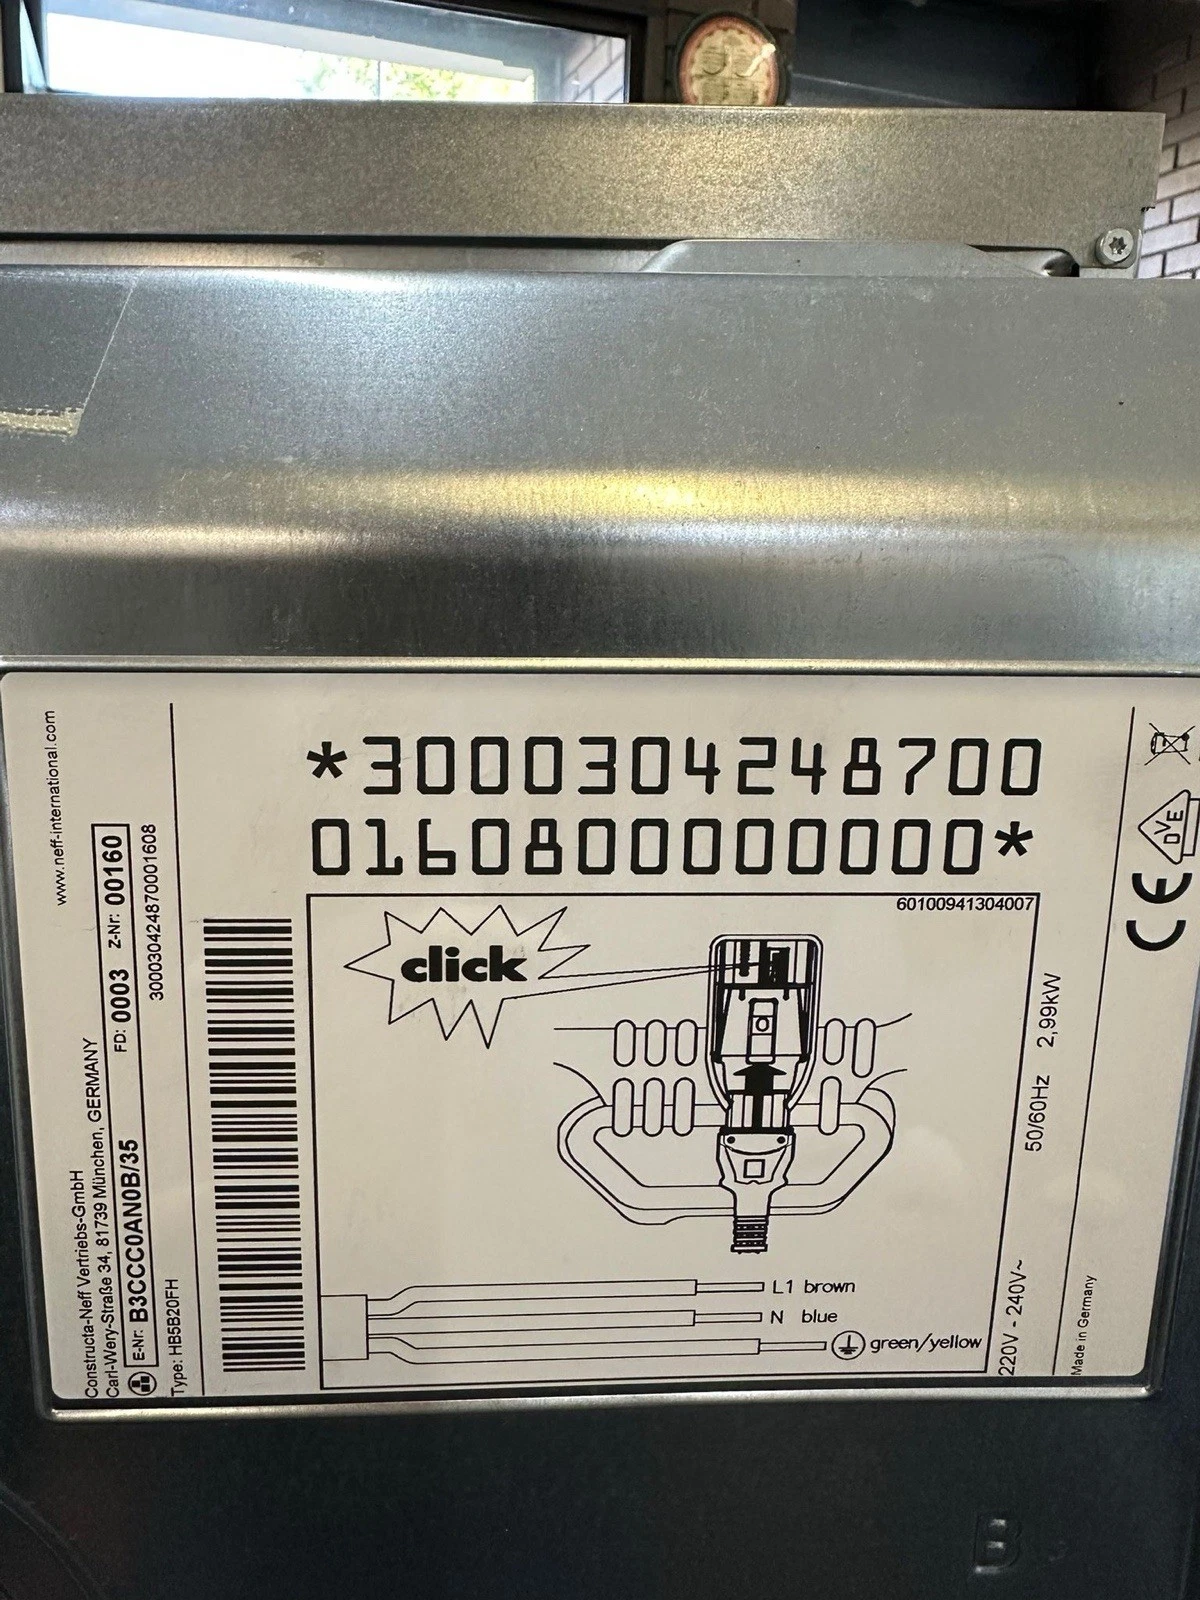 www.neff-international.com
Constructa-Neff Vertriebs-GmbH
Carl-Wery-Straße 34, 81739 München, GERMANY
E-Nr: B3CCC0AN0B/35 FD: 0003 Z-Nr: 00160
300030424870001608
Type: HB5B20FH
*3000304248700
0160800000000*
60100941304007
click
L1 brown
N blue
green/yellow
220V - 240V~ 50/60Hz 2,99kW
Made in Germany
DVE
CE
B